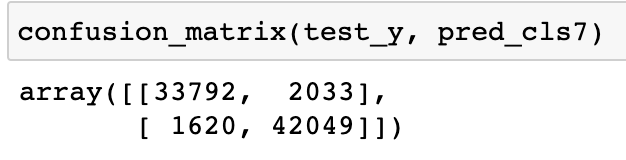 confusion_matrix(test_y, pred_cls7)
array([[33792,  2033],
       [ 1620, 42049]])